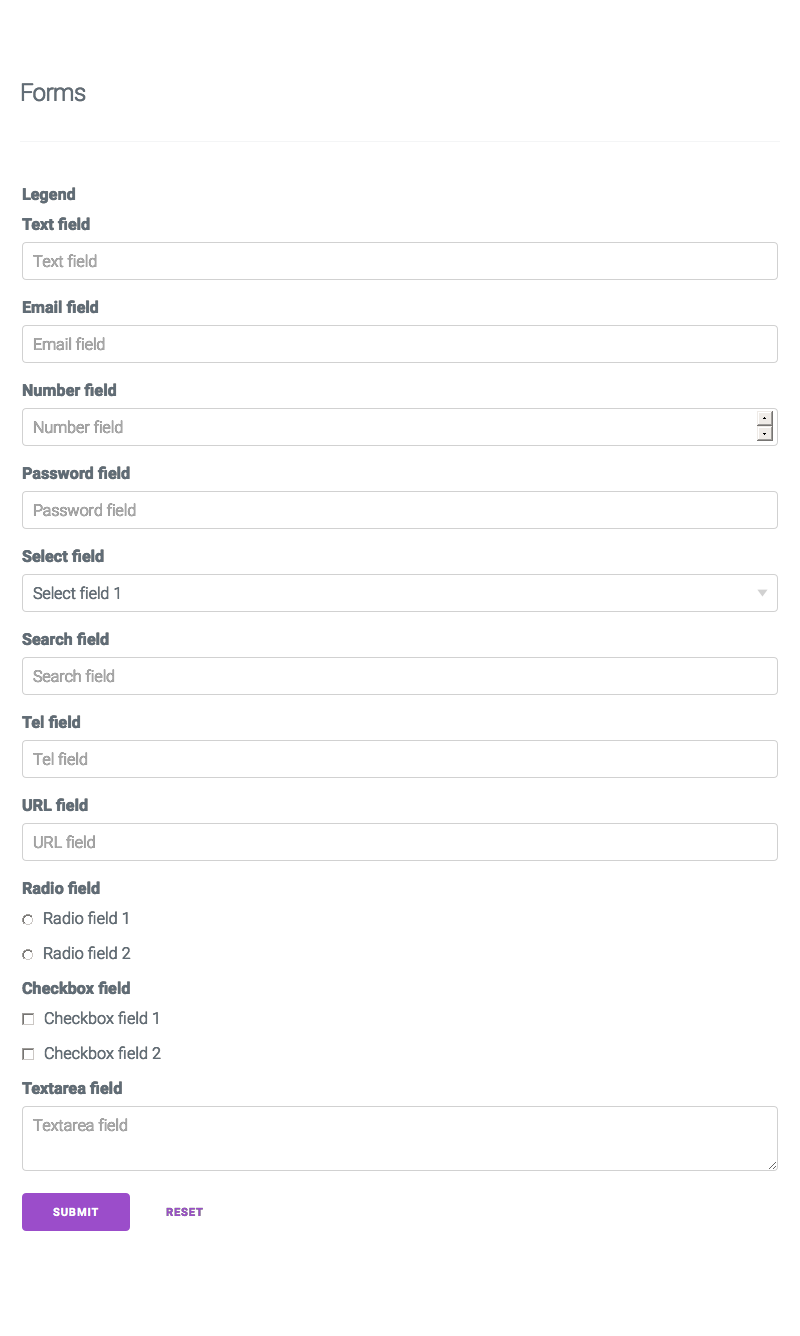 Forms
Legend
Text field
Text field
Email field
Email field
Number field
Number field
Password field
Password field
Select field
Select field 1
Search field
Search field
Tel field
Tel field
URL field
URL field
Radio field
Radio field 1
Radio field 2
Checkbox field
Checkbox field 1
Checkbox field 2
Textarea field
Textarea field
SUBMIT RESET